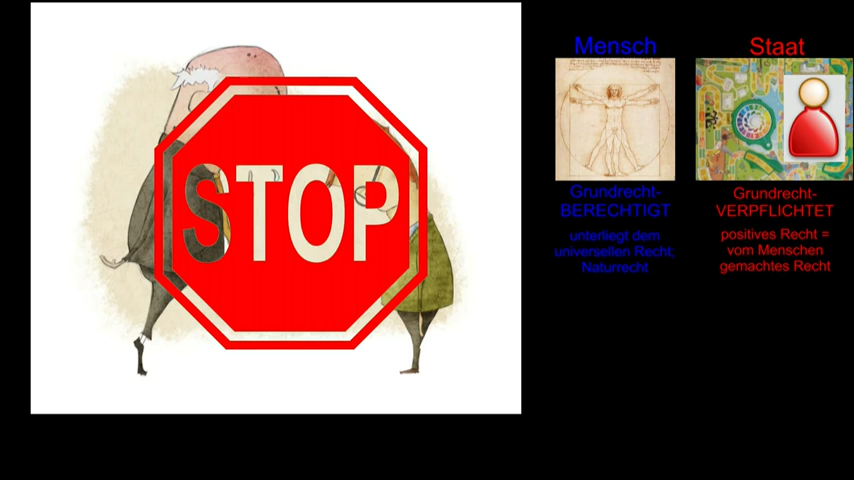 STOP
Mensch
Grundrecht-
BERECHTIGT
unterliegt dem
universellen Recht;
Naturrecht
Staat
Grundrecht-
VERPFLICHTET
positives Recht =
vom Menschen
gemachtes Recht